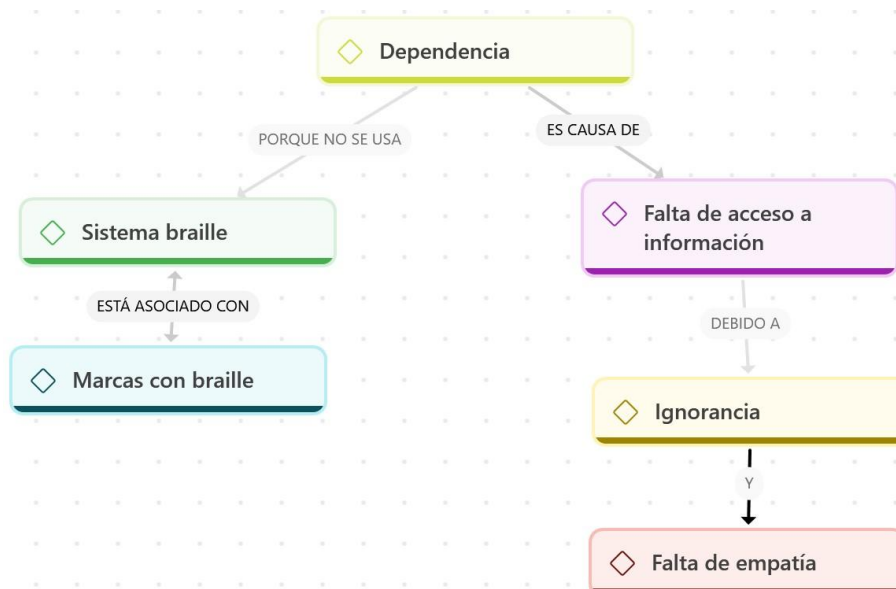 Dependencia
PORQUE NO SE USA
ES CAUSA DE
Sistema braille
Falta de acceso a
información
ESTÁ ASOCIADO CON
DEBIDO A
Marcas con braille
Ignorancia
Y
Falta de empatía